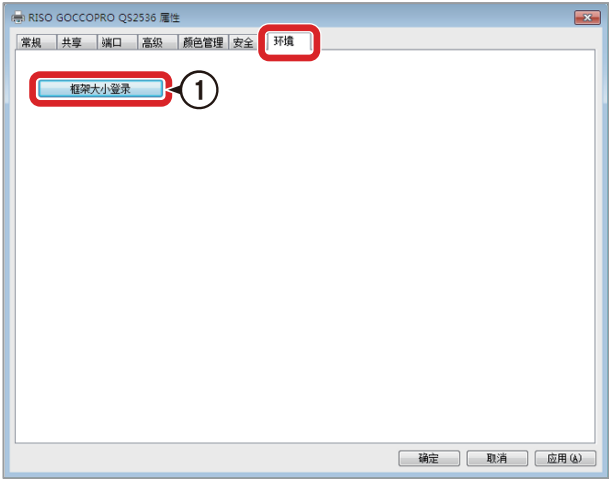 RISO GOCCOPRO QS2536 属性
常规 共享 端口 高级 颜色管理 安全 环境
框架大小登录 1
确定 取消 应用(A)